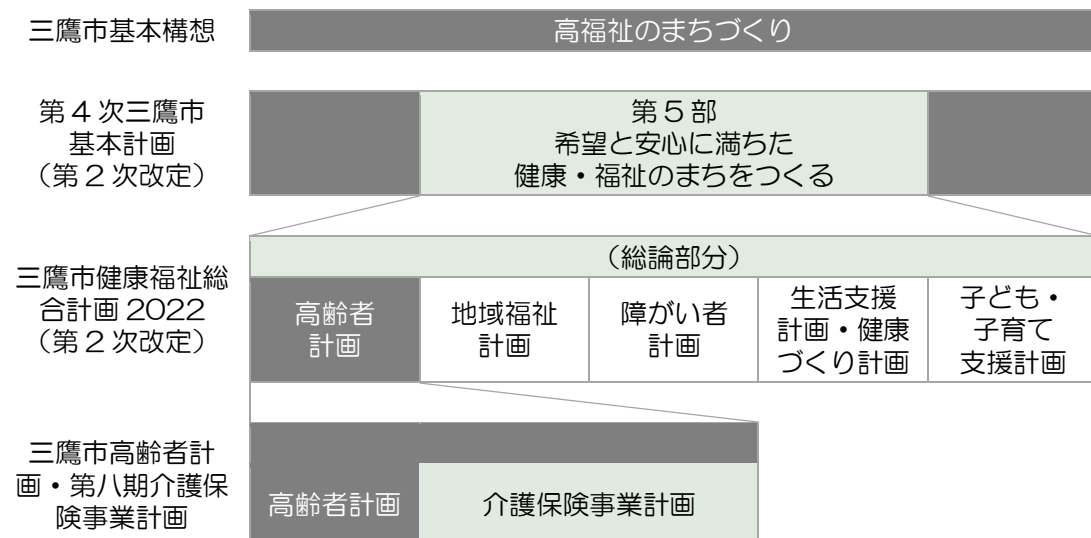 三鷹市基本構想
高福祉のまちづくり
第4次三鷹市
基本計画
（第2次改定）
第5部
希望と安心に満ちた
健康・福祉のまちをつくる
三鷹市健康福祉総
合計画 2022
（第2次改定）
（総論部分）
高齢者
計画
地域福祉
計画
障がい者
計画
生活支援
計画・健康
づくり計画
子ども・
子育て
支援計画
三鷹市高齢者計
画・第八期介護保
険事業計画
高齢者計画
介護保険事業計画